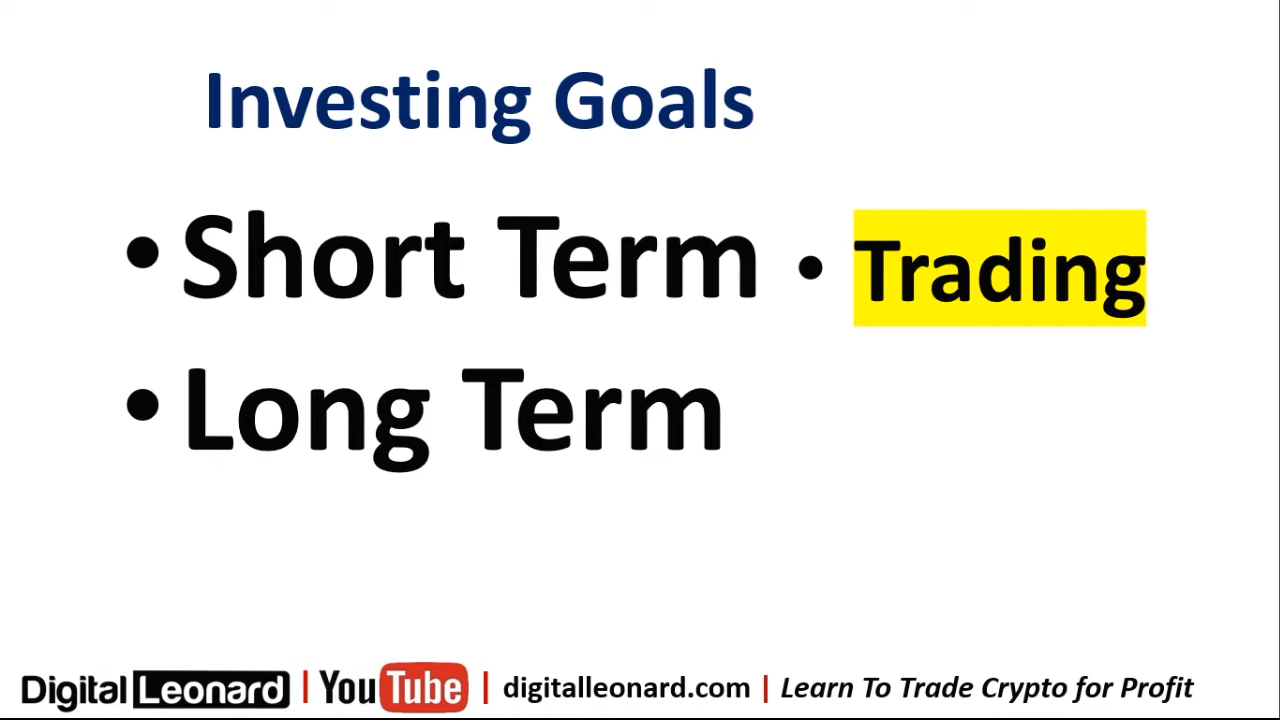 Investing Goals
• Short Term • Trading
• Long Term
Digital Leonard | YouTube | digitalleonard.com | Learn To Trade Crypto for Profit